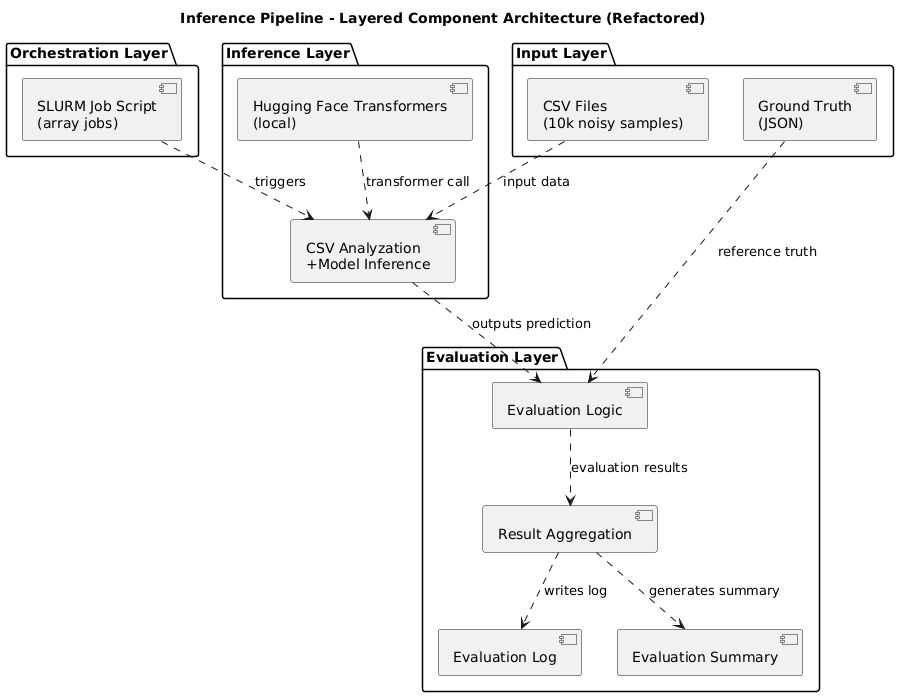 Inference Pipeline - Layered Component Architecture (Refactored)
Orchestration Layer
SLURM Job Script
(array jobs)
Inference Layer
Hugging Face Transformers
(local)
Input Layer
CSV Files
(10k noisy samples)
Ground Truth
(JSON)
triggers
transformer call
input data
CSV Analyzation
+Model Inference
reference truth
outputs prediction
Evaluation Layer
Evaluation Logic
evaluation results
Result Aggregation
writes log
generates summary
Evaluation Log
Evaluation Summary